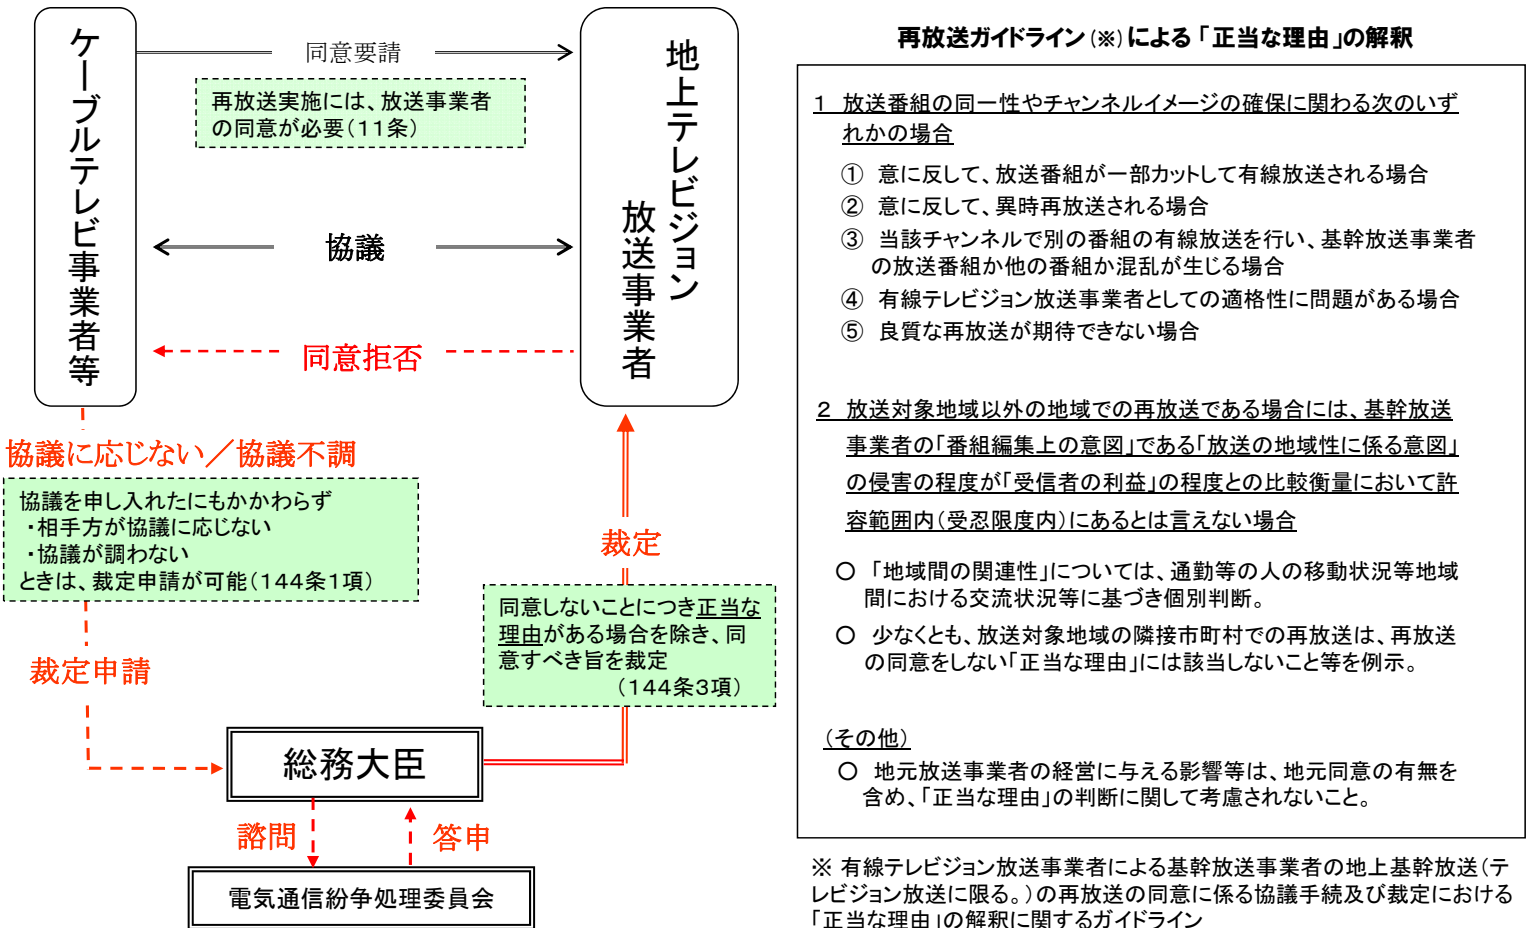 ケーブルテレビ事業者等
同意要請
再放送実施には、放送事業者
の同意が必要(11条)
協議
同意拒否
地上テレビジョン
放送事業者
協議に応じない／協議不調
協議を申し入れたにもかかわらず
・相手方が協議に応じない
・協議が調わない
ときは、裁定申請が可能(144条1項)
裁定申請
裁定
同意しないことにつき正当な
理由がある場合を除き、同
意すべき旨を裁定
(144条3項)
総務大臣
諮問
答申
電気通信紛争処理委員会
再放送ガイドライン(※)による「正当な理由」の解釈
１　放送番組の同一性やチャンネルイメージの確保に関わる次のいず
れかの場合
①　意に反して、放送番組が一部カットして有線放送される場合
②　意に反して、異時再放送される場合
③　当該チャンネルで別の番組の有線放送を行い、基幹放送事業者
の放送番組か他の番組か混乱が生じる場合
④　有線テレビジョン放送事業者としての適格性に問題がある場合
⑤　良質な再放送が期待できない場合
２　放送対象地域以外の地域での再放送である場合には、基幹放送
事業者の「番組編集上の意図」である「放送の地域性に係る意図」
の侵害の程度が「受信者の利益」の程度との比較衡量において許
容範囲内(受忍限度内)にあるとは言えない場合
○　「地域間の関連性」については、通勤等の人の移動状況等地域
間における交流状況等に基づき個別判断。
○　少なくとも、放送対象地域の隣接市町村での再放送は、再放送
の同意をしない「正当な理由」には該当しないこと等を例示。
(その他)
○　地元放送事業者の経営に与える影響等は、地元同意の有無を
含め、「正当な理由」の判断に関して考慮されないこと。
※ 有線テレビジョン放送事業者による基幹放送事業者の地上基幹放送(テ
レビジョン放送に限る。)の再放送の同意に係る協議手続及び裁定における
「正当な理由」の解釈に関するガイドライン